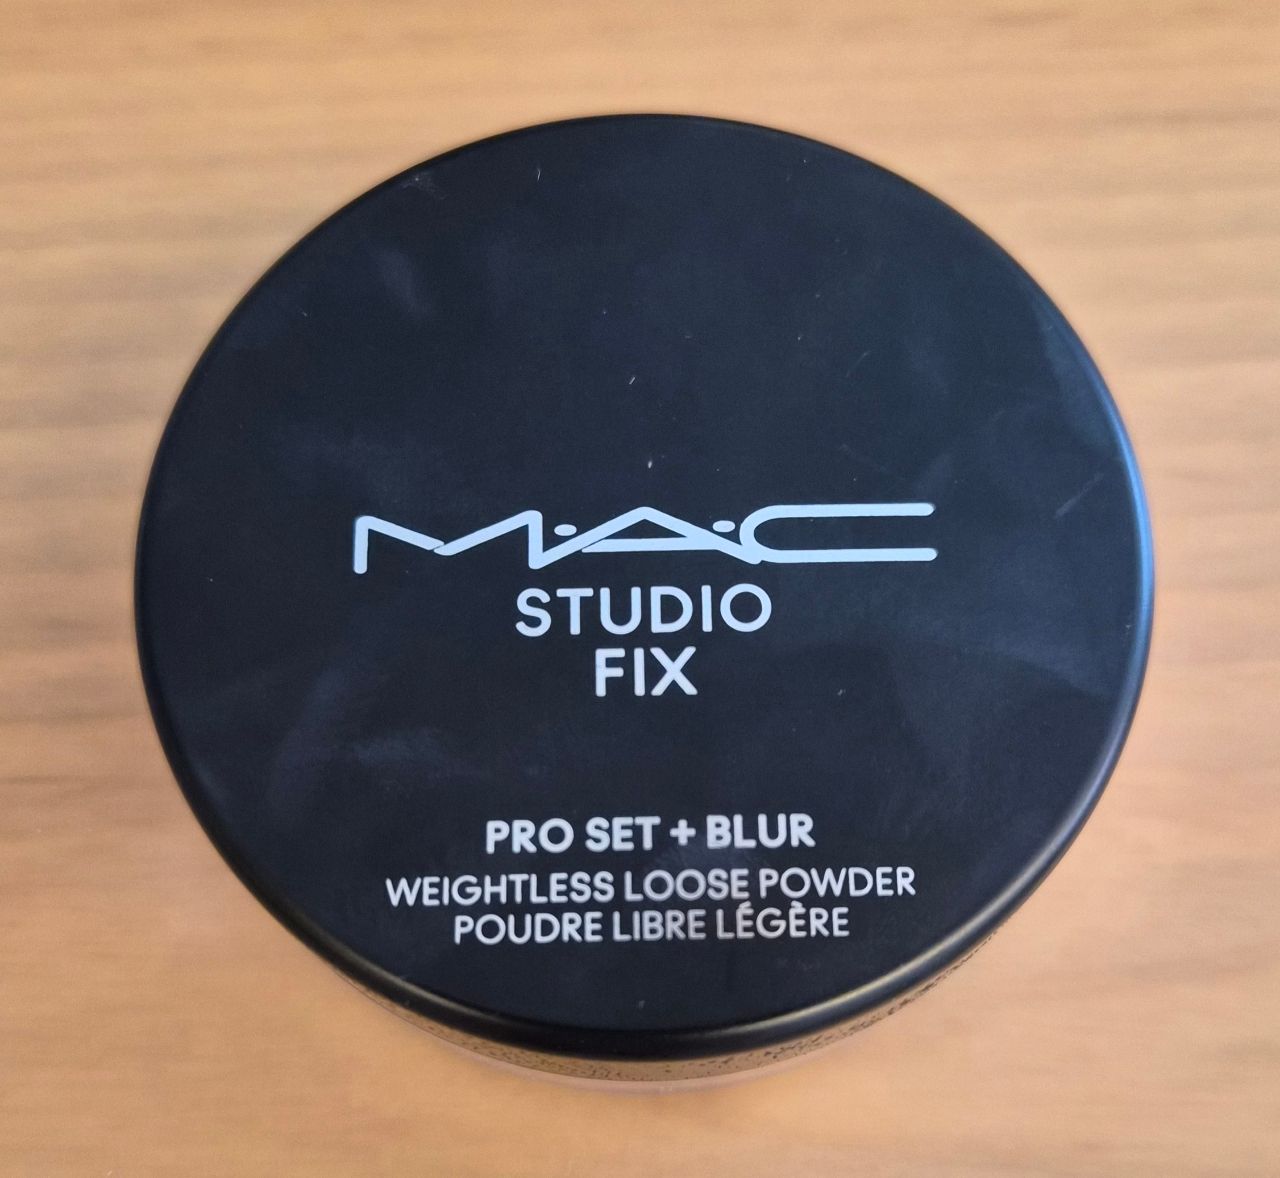 M·A·C
STUDIO
FIX
PRO SET + BLUR
WEIGHTLESS LOOSE POWDER
POUDRE LIBRE LÉGÈRE